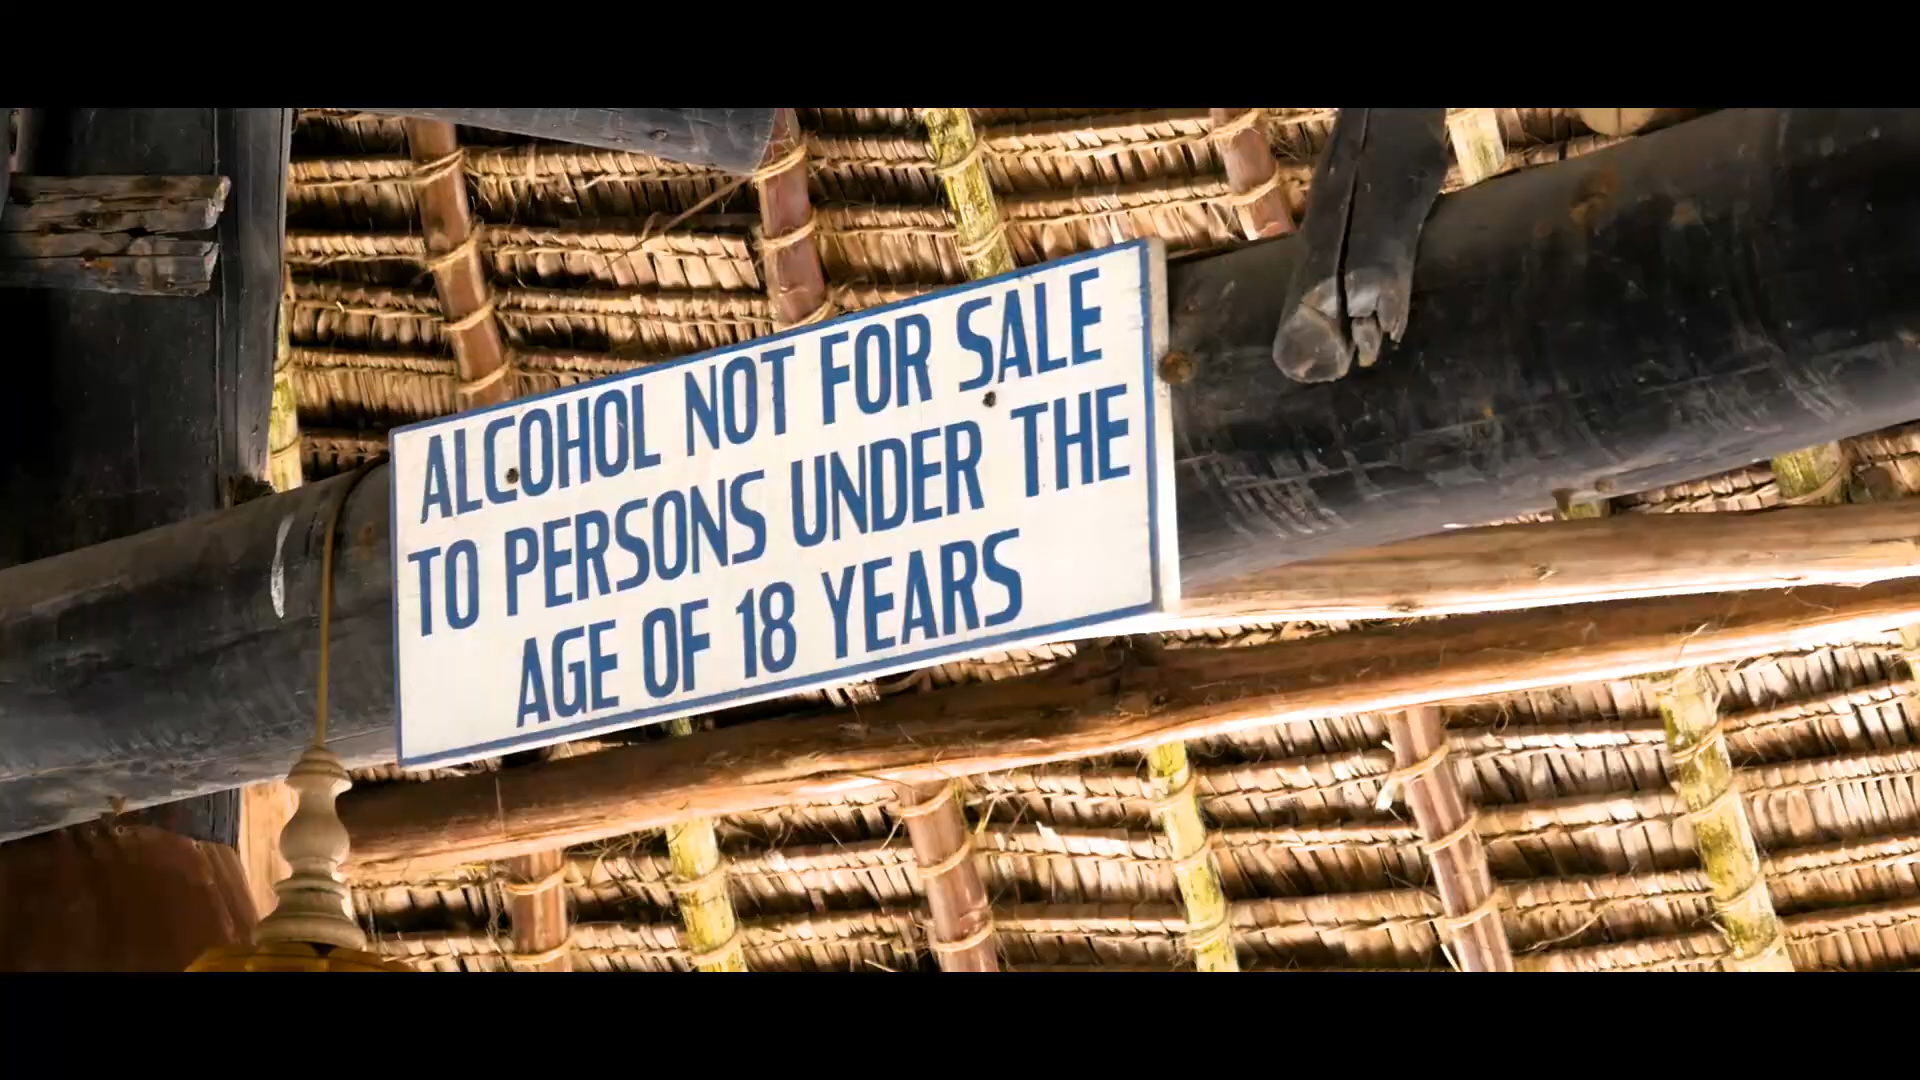 ALCOHOL NOT FOR SALE
TO PERSONS UNDER THE
AGE OF 18 YEARS